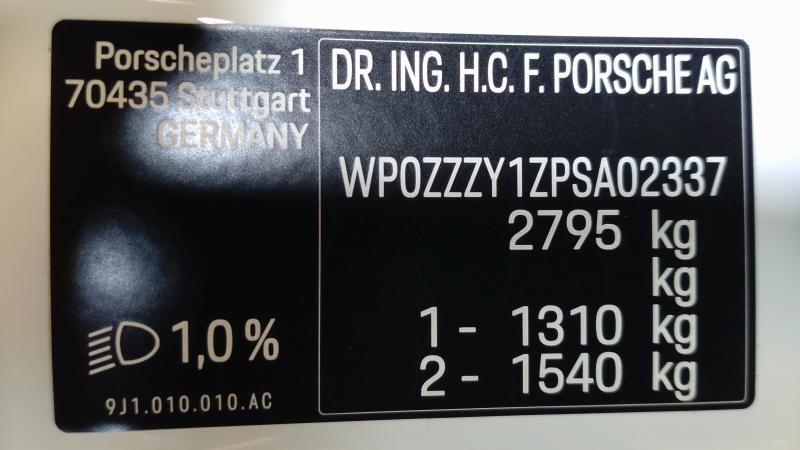 Porscheplatz 1
70435 Stuttgart
GERMANY
DR. ING. H.C. F. PORSCHE AG
WP0ZZZY1ZPSA02337
2795 kg
kg
1 - 1310 kg
2 - 1540 kg
1,0 %
9J1.010.010.AC